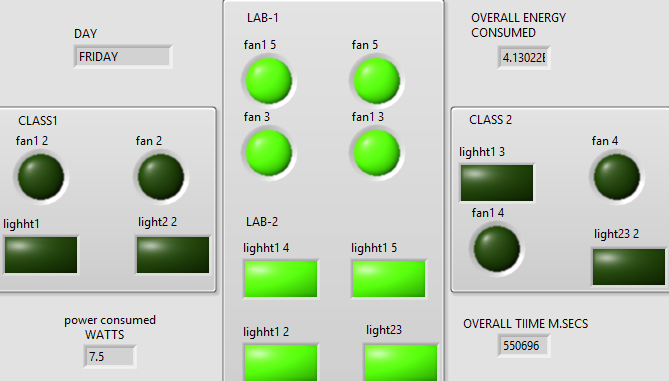 DAY
FRIDAY
LAB-1
OVERALL ENERGY
CONSUMED
4.13022E
fan1 5
fan 5
fan 3
fan1 3
CLASS1
fan1 2
fan 2
lighht1
light2 2
CLASS 2
lighht1 3
fan 4
fan1 4
light23 2
LAB-2
lighht1 4
lighht1 5
lighht1 2
light23
power consumed
WATTS
7.5
OVERALL TIIME M.SECS
550696